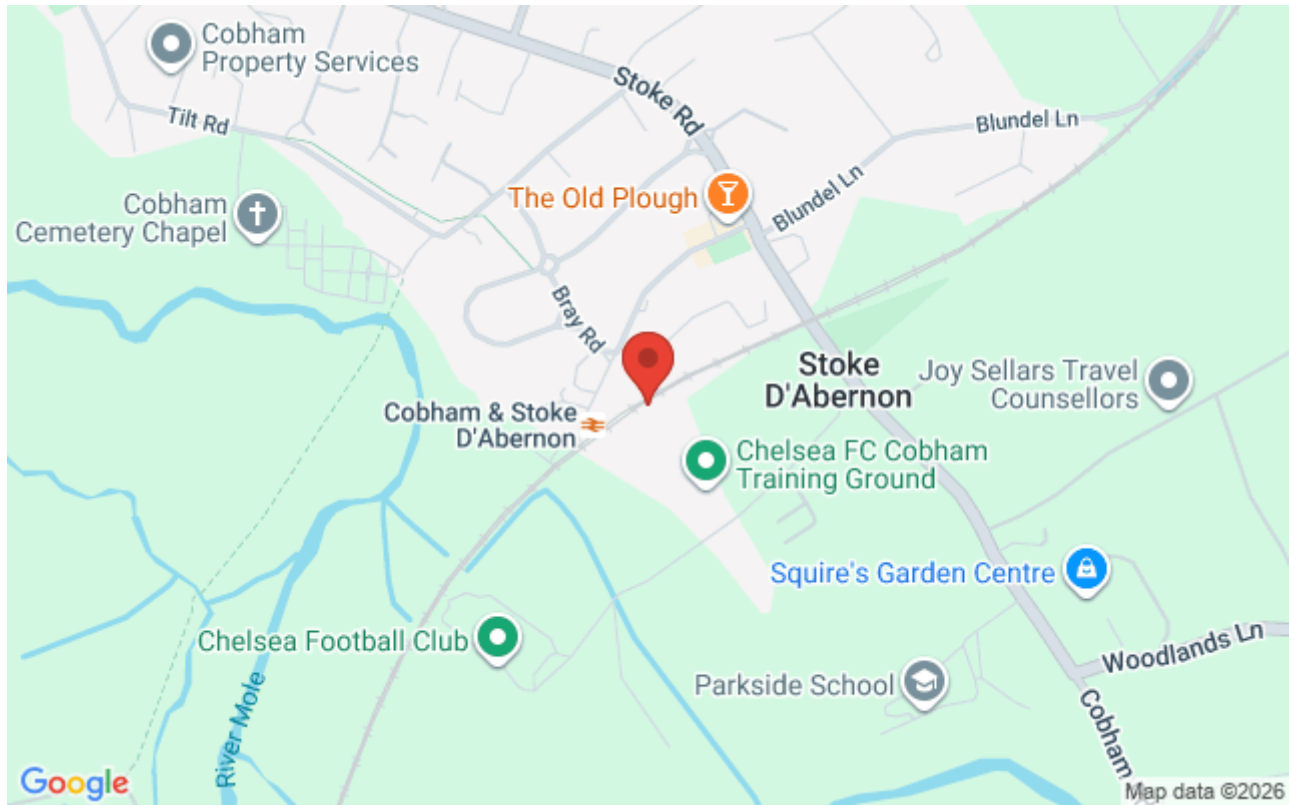 Cobham
Property Services
Tilt Rd
Stoke Rd
Blundel Ln
The Old Plough
Blundel Ln
Cobham
Cemetery Chapel
Bray Rd
Stoke
D'Abernon
Joy Sellars Travel
Counsellors
Cobham & Stoke
D'Abernon
Chelsea FC Cobham
Training Ground
Squire's Garden Centre
Chelsea Football Club
Woodlands Ln
Parkside School
River Mole
Cobham
Google
Map data ©2026